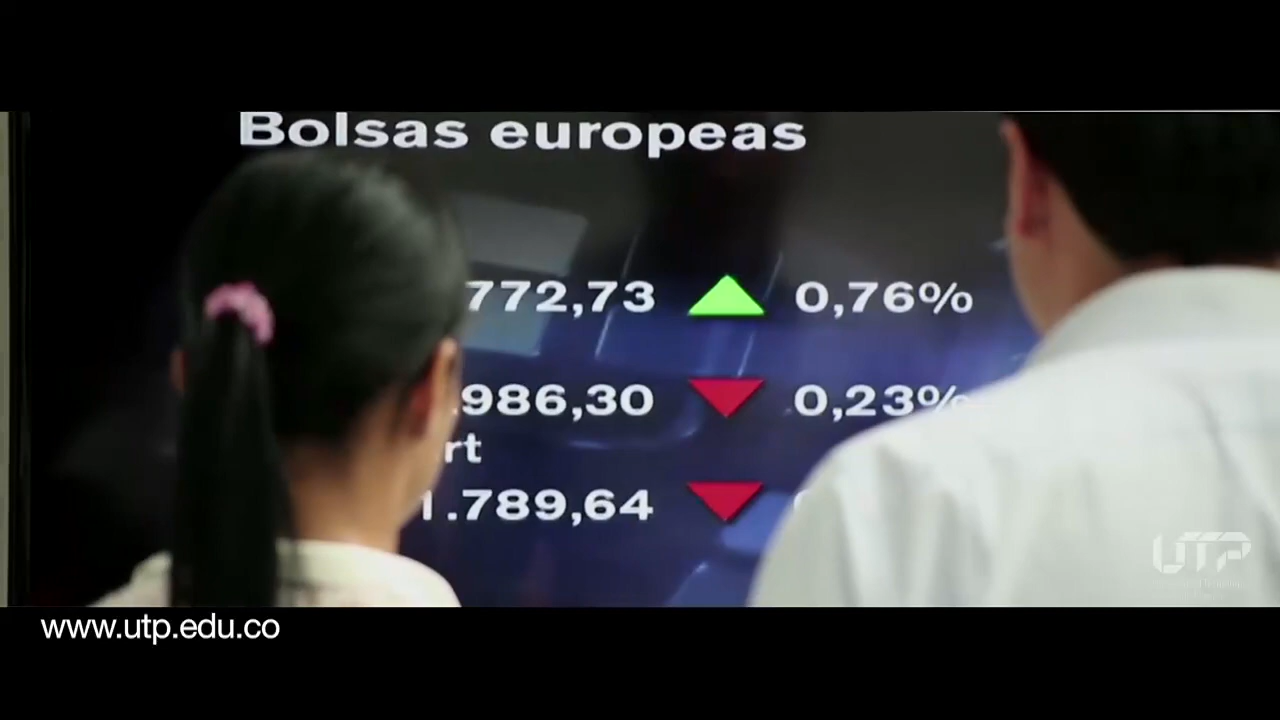 Bolsas europeas
772,73 0,76%
.986,30 0,23%
rt
1.789,64
UTP
www.utp.edu.co